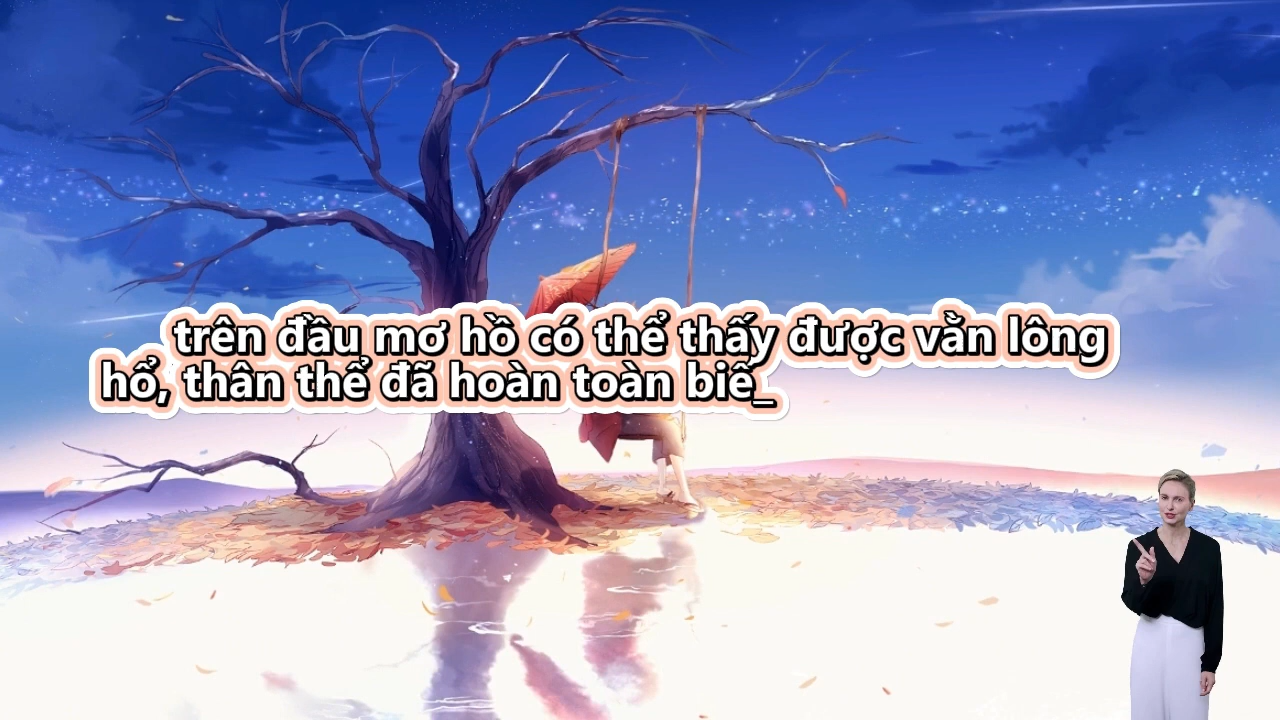 trên đầu mơ hồ có thể thấy được vằn lông
hổ, thân thể đã hoàn toàn biế_